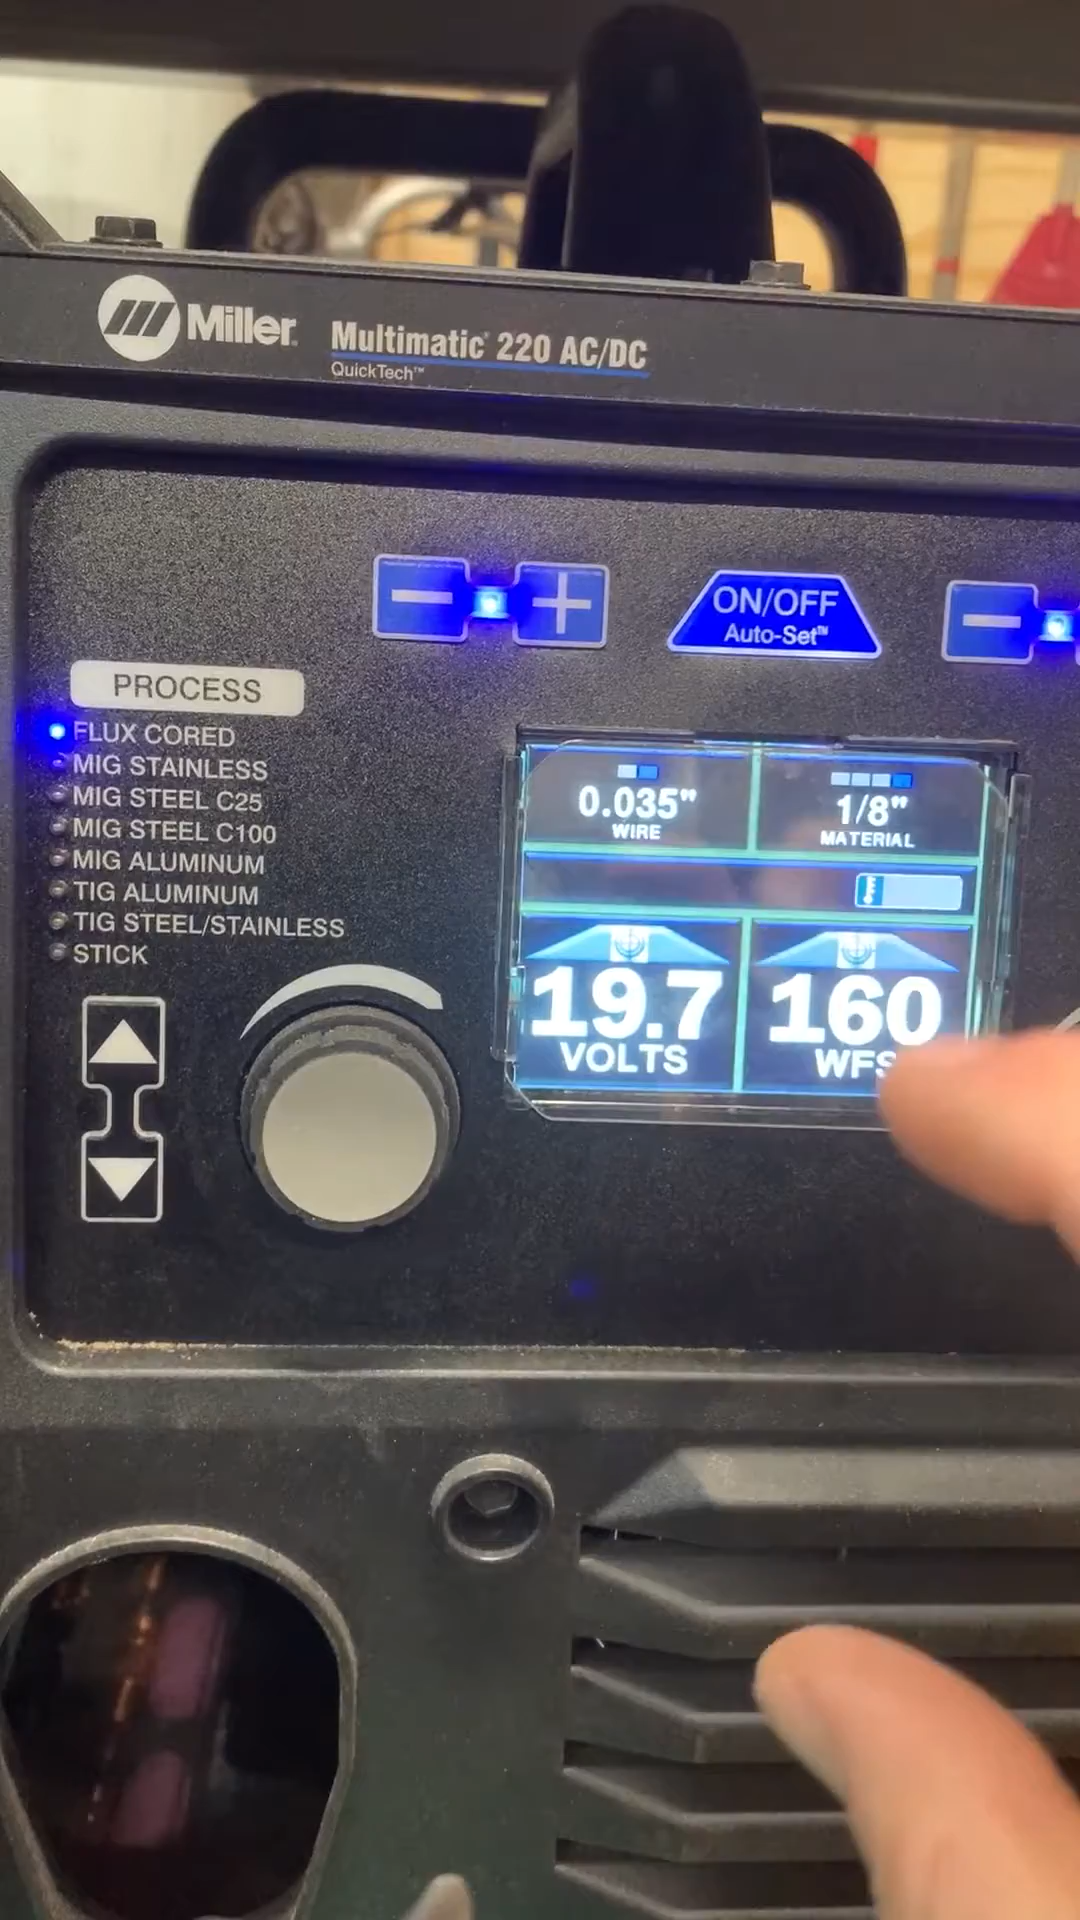 Miller®
Multimatic® 220 AC/DC
QuickTech™
ON/OFF
Auto-Set™
PROCESS
FLUX CORED
MIG STAINLESS
MIG STEEL C25
MIG STEEL C100
MIG ALUMINUM
TIG ALUMINUM
TIG STEEL/STAINLESS
STICK
0.035"
WIRE
1/8"
MATERIAL
19.7
VOLTS
160
WFS